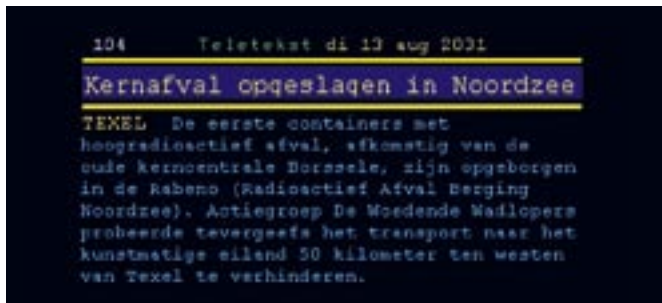 104 Teletekst di 13 aug 2031
Kernafval opgeslagen in Noordzee
TEXEL De eerste containers met
hoogradioactief afval, afkomstig van de
oude kerncentrale Borssele, zijn opgeborgen
in de Rabeno (Radioactief Afval Berging
Noordzee). Actiegroep De Woedende Wadlopers
probeerde tevergeefs het transport naar het
kunstmatige eiland 50 kilometer ten westen
van Texel te verhinderen.